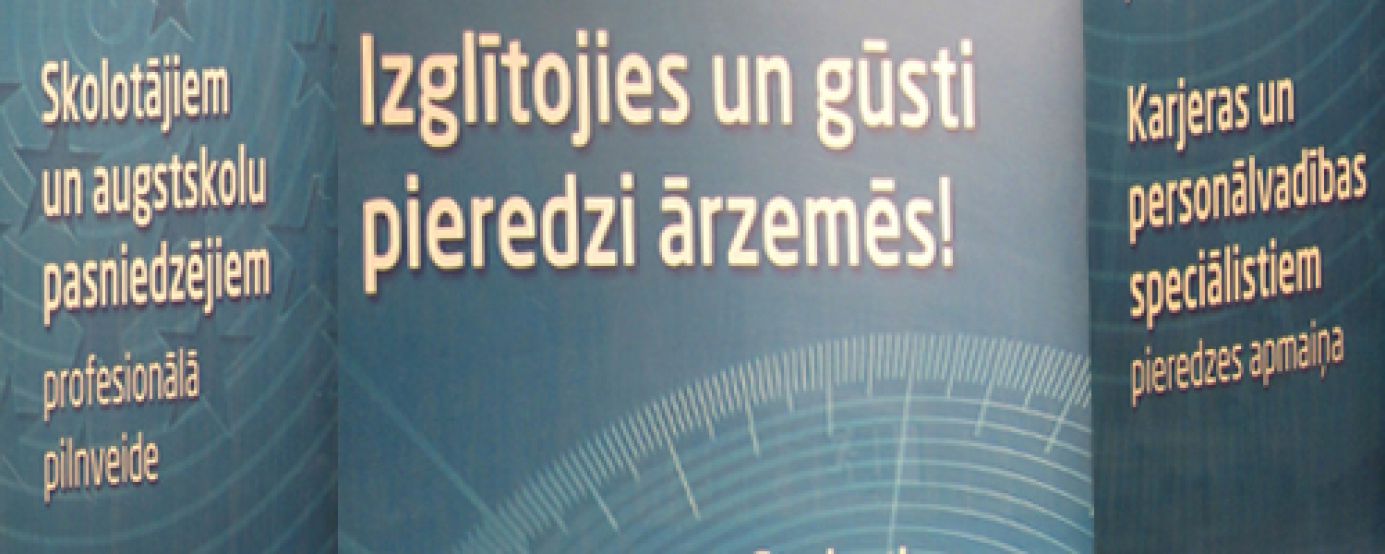 Skolotājiem
un augstskolu
pasniedzējiem
profesionālā
pilnveide
Izglītojies un gūsti
pieredzi ārzemēs!
Karjeras un
personālvadības
speciālistiem
pieredzes apmaiņa